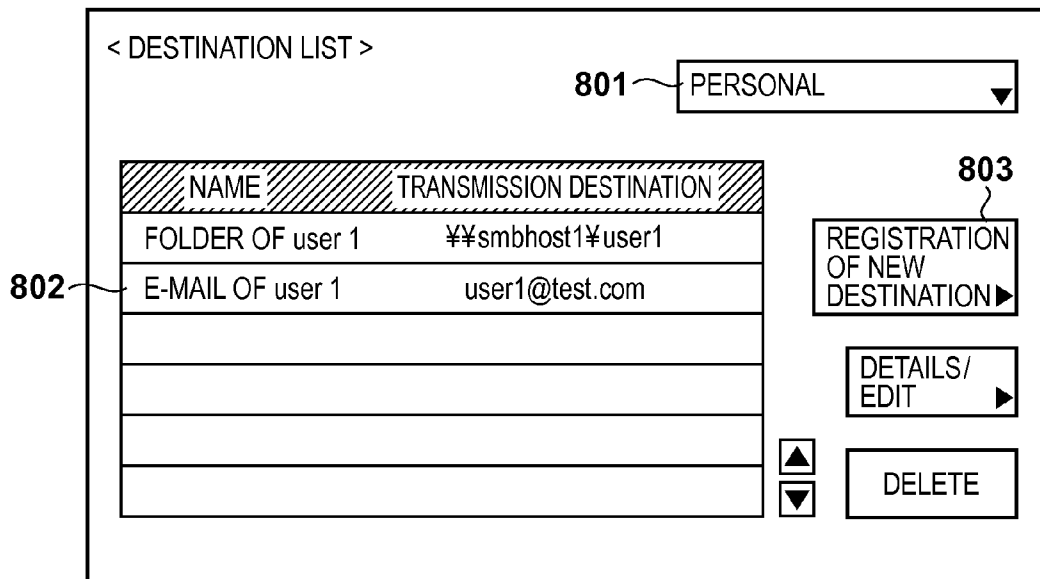 < DESTINATION LIST >
801 PERSONAL ▼
803
NAME TRANSMISSION DESTINATION
FOLDER OF user 1 ¥¥smbhost1¥user1
802 E-MAIL OF user 1 user1@test.com
REGISTRATION
OF NEW
DESTINATION▶
DETAILS/
EDIT ▶
▲
▼
DELETE